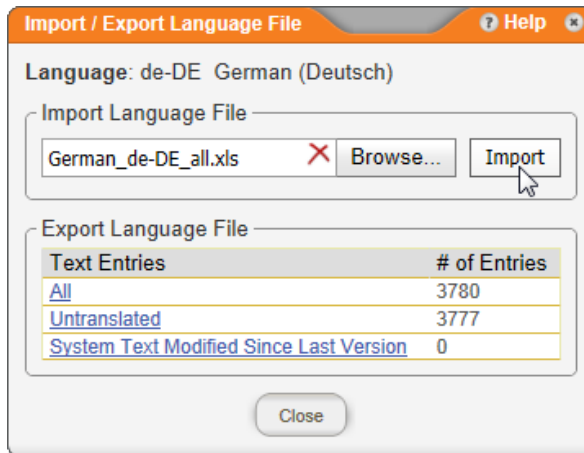 Import / Export Language File ? Help
Language: de-DE German (Deutsch)
Import Language File
German_de-DE_all.xls Browse... Import
Export Language File
Text Entries # of Entries
All 3780
Untranslated 3777
System Text Modified Since Last Version 0
Close